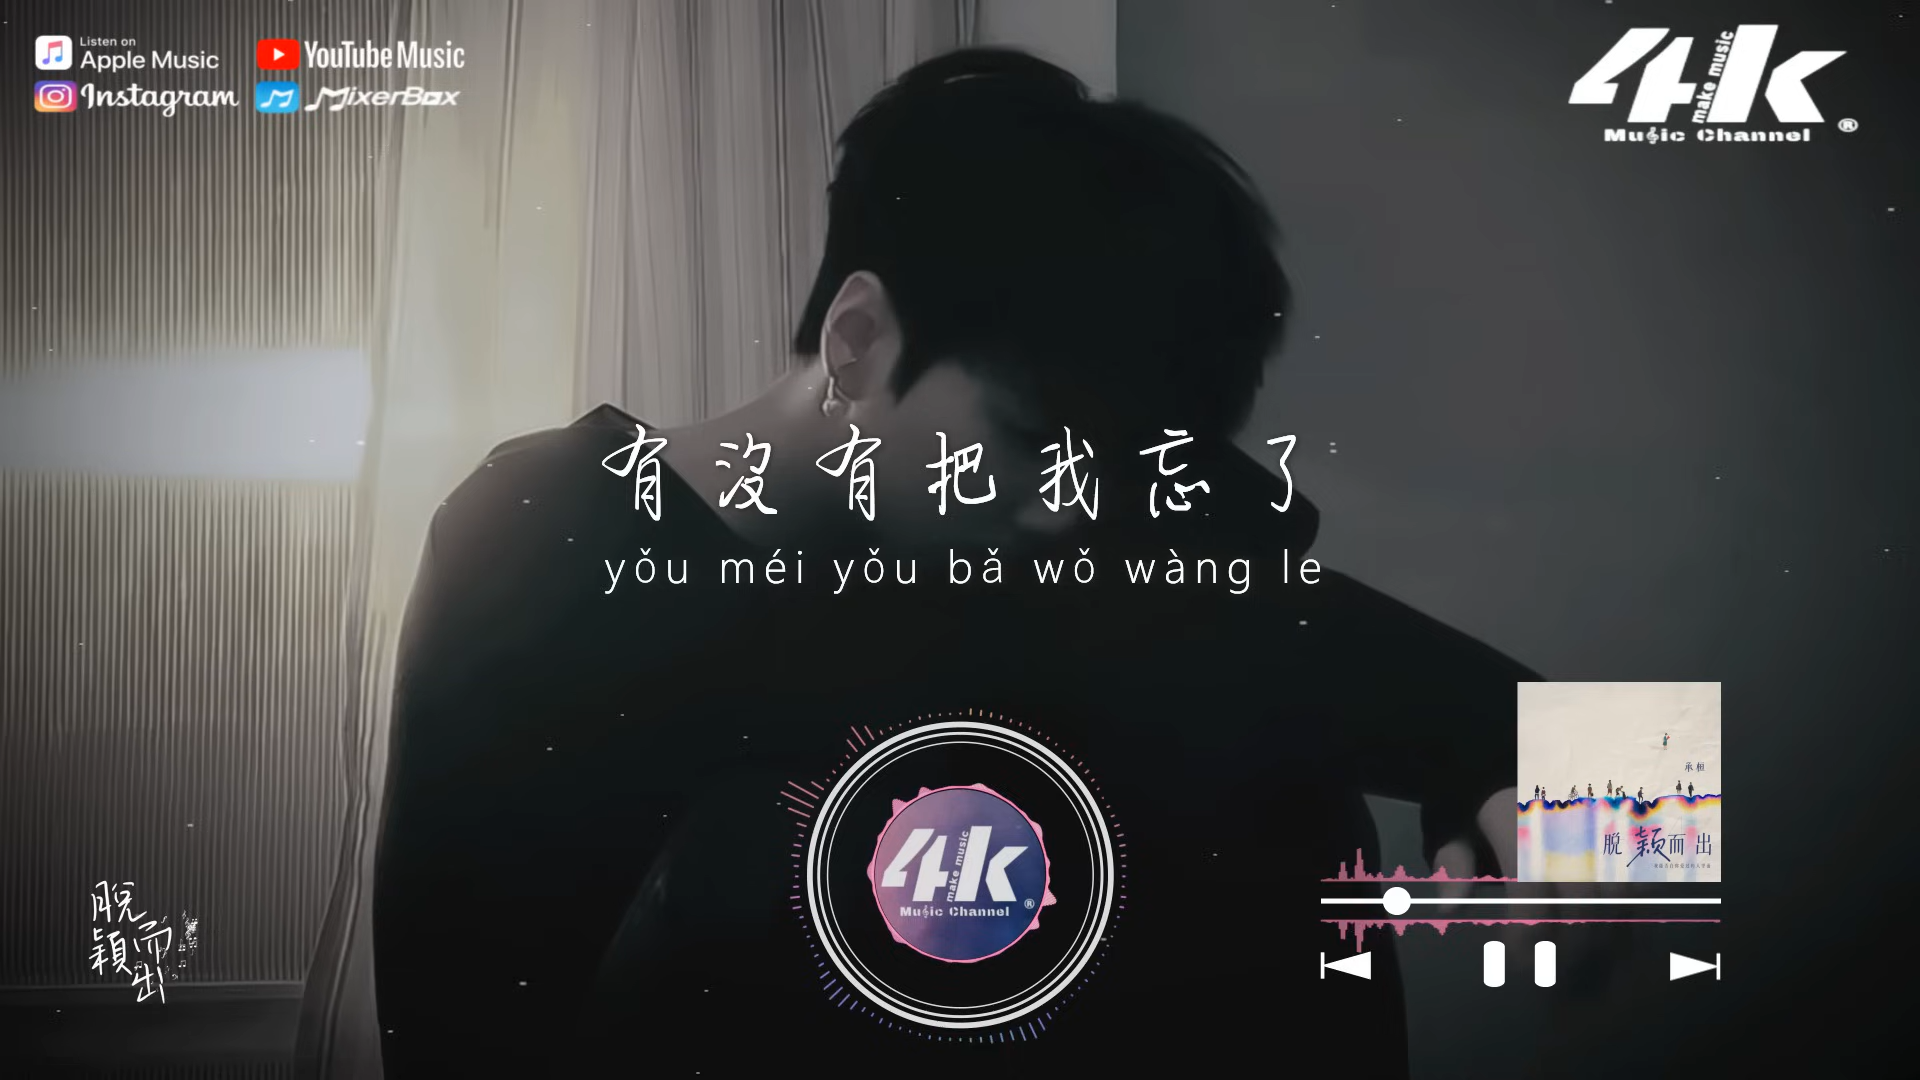 Listen on
Apple Music
YouTube Music
Instagram
MixerBox
4k
make music
Music Channel ®
有沒有把我忘了
yǒu méi yǒu bǎ wǒ wàng le
承桓
脫穎而出
4k
make music
Music Channel ®
脫穎而出